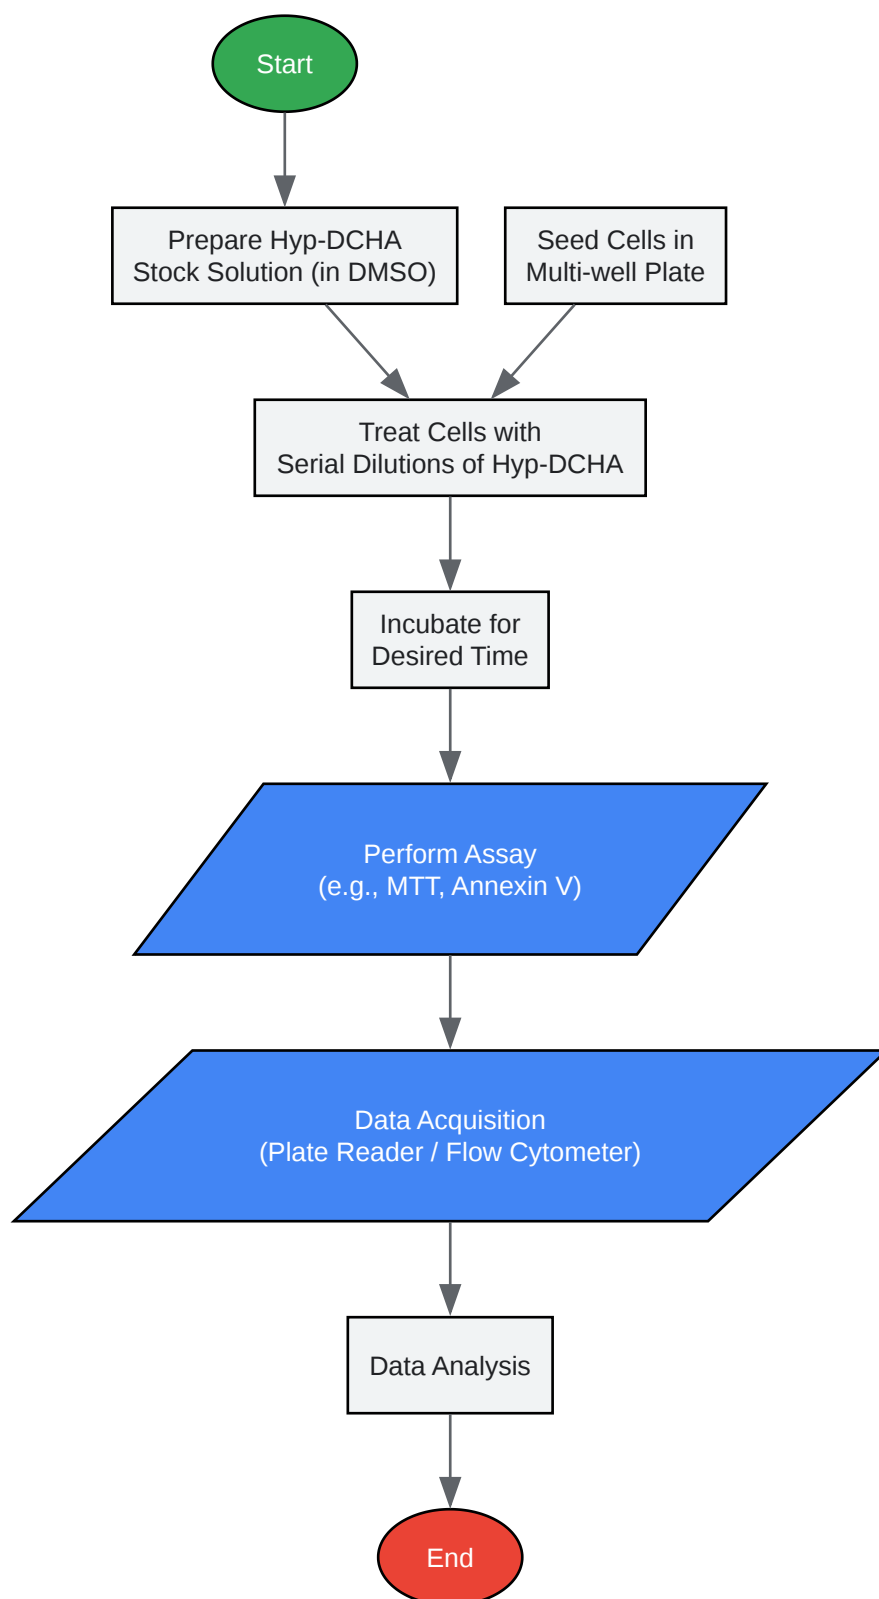 Start
Prepare Hyp-DCHA
Stock Solution (in DMSO)
Seed Cells in
Multi-well Plate
Treat Cells with
Serial Dilutions of Hyp-DCHA
Incubate for
Desired Time
Perform Assay
(e.g., MTT, Annexin V)
Data Acquisition
(Plate Reader / Flow Cytometer)
Data Analysis
End